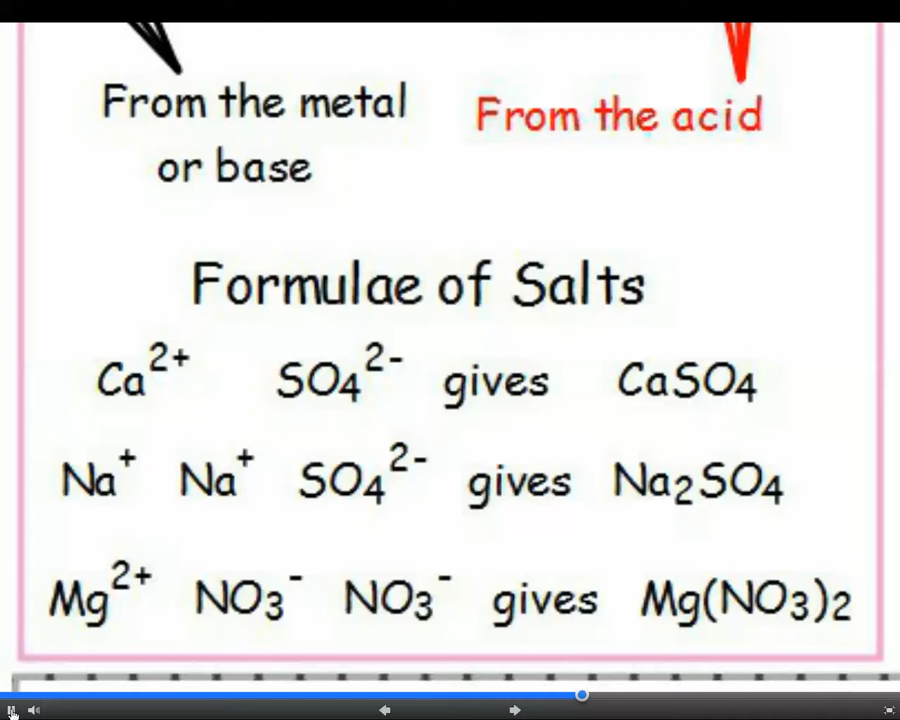 From the metal From the acid
or base
Formulae of Salts
Ca²⁺ SO₄²⁻ gives CaSO₄
Na⁺ Na⁺ SO₄²⁻ gives Na₂SO₄
Mg²⁺ NO₃⁻ NO₃⁻ gives Mg(NO₃)₂